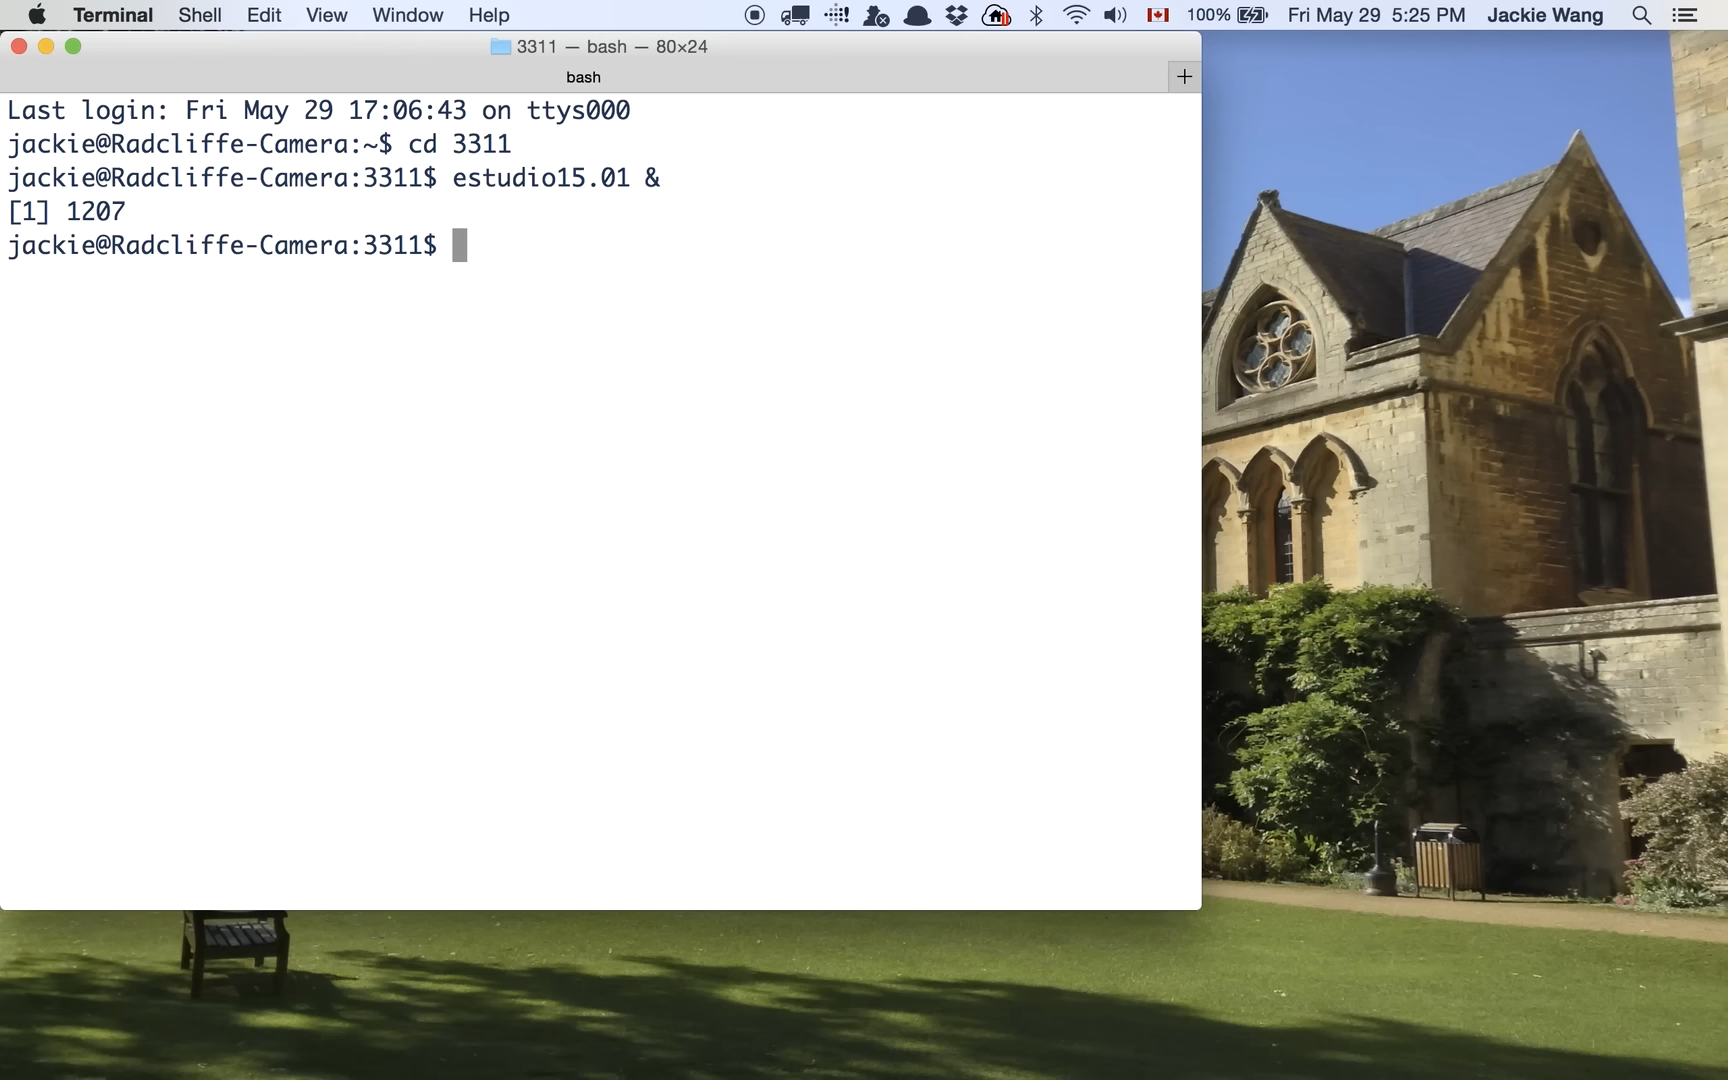 Terminal Shell Edit View Window Help 100% Fri May 29 5:25 PM Jackie Wang
3311 — bash — 80×24
bash
Last login: Fri May 29 17:06:43 on ttys000
jackie@Radcliffe-Camera:~$ cd 3311
jackie@Radcliffe-Camera:3311$ estudio15.01 &
[1] 1207
jackie@Radcliffe-Camera:3311$